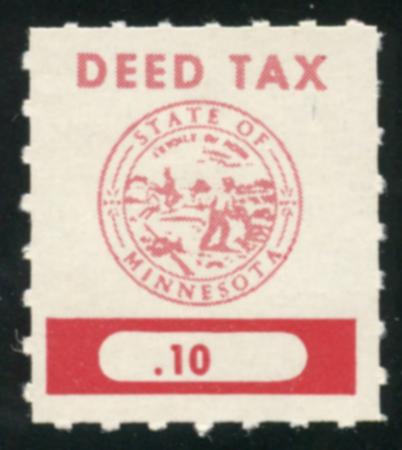 DEED TAX
STATE OF
MINNESOTA
.10